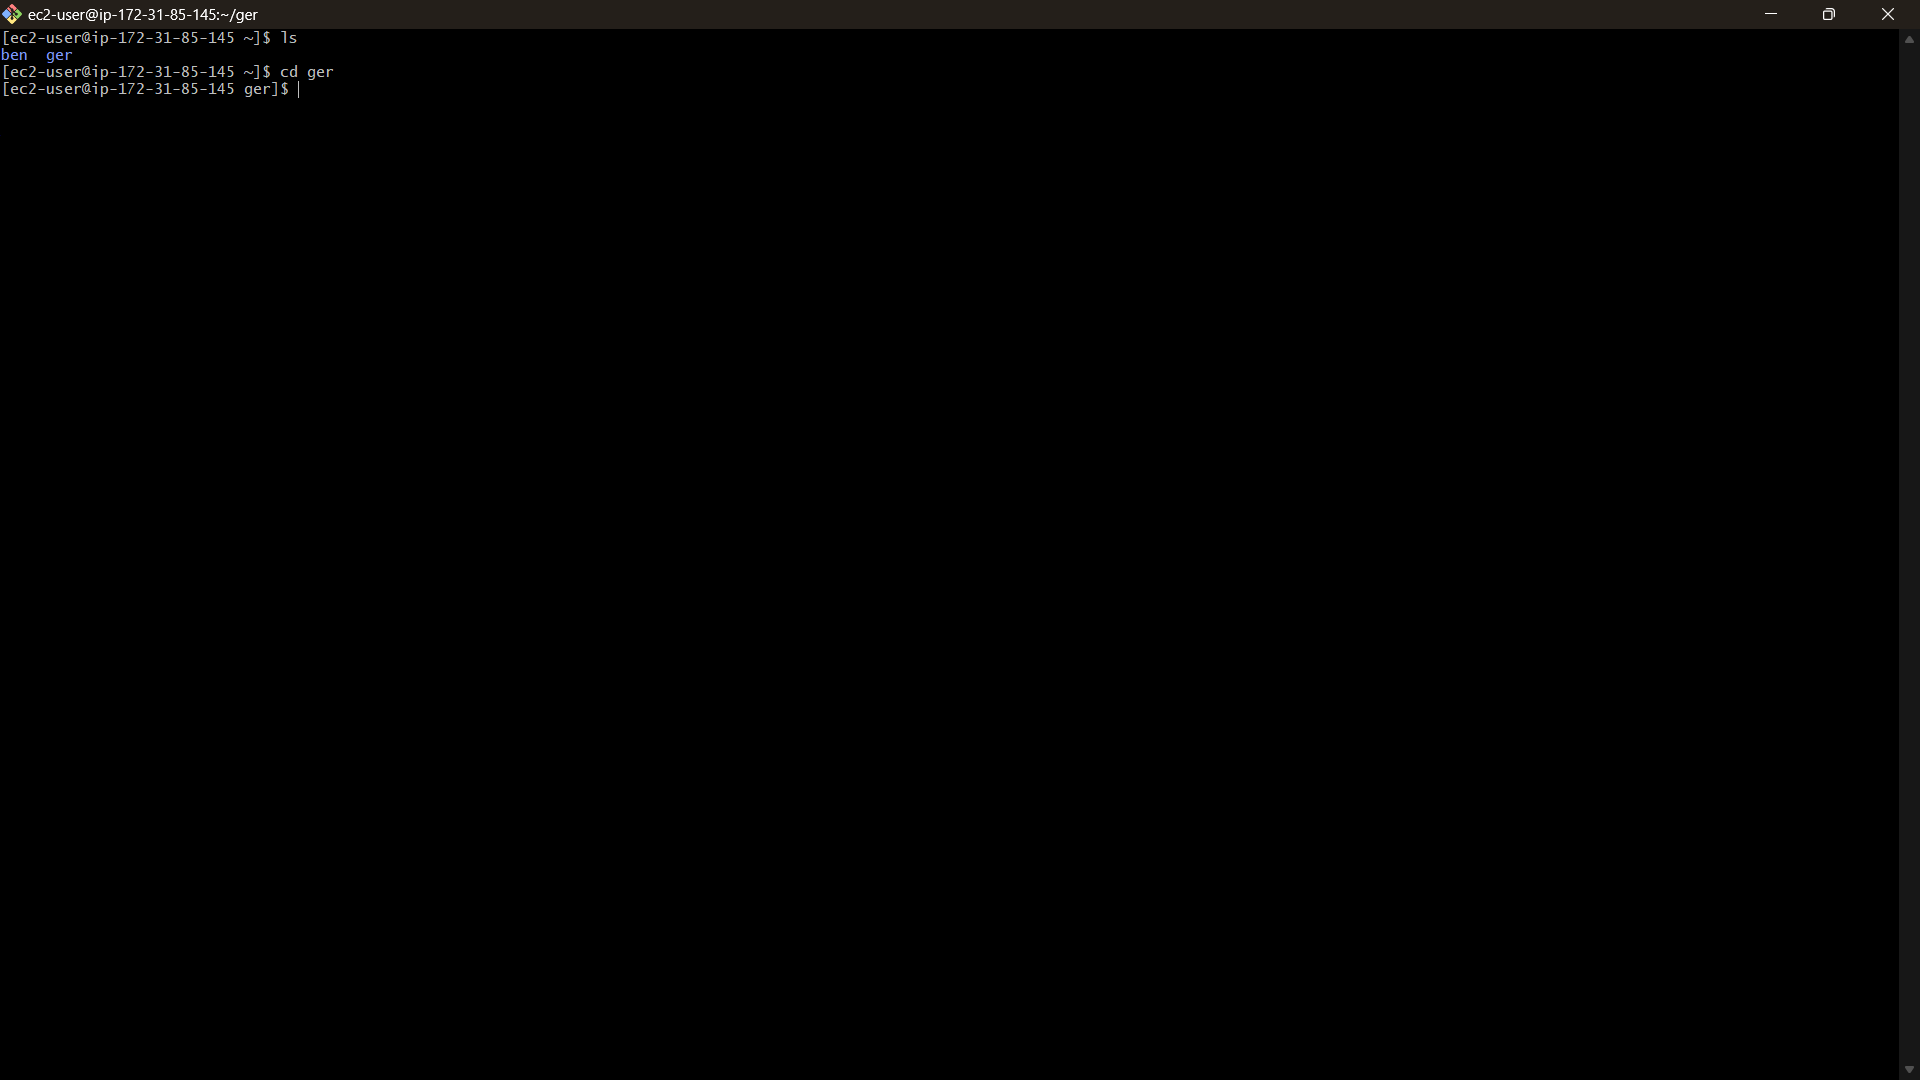 ec2-user@ip-172-31-85-145:~/ger
[ec2-user@ip-172-31-85-145 ~]$ ls
ben  ger
[ec2-user@ip-172-31-85-145 ~]$ cd ger
[ec2-user@ip-172-31-85-145 ger]$